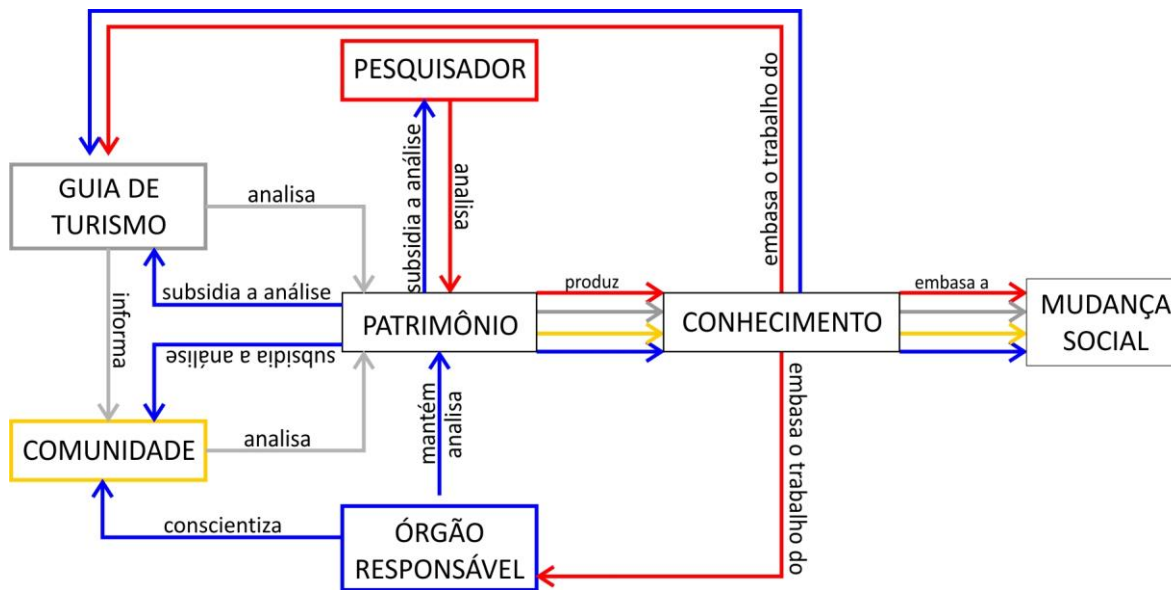 PESQUISADOR
embasa o trabalho do
subsidia a análise
analisa
GUIA DE
TURISMO
analisa
subsidia a análise
informa
PATRIMÔNIO
produz
CONHECIMENTO
embasa a
MUDANÇA
SOCIAL
subsidia a análise
COMUNIDADE
analisa
mantém
analisa
embasa o trabalho do
conscientiza
ÓRGÃO
RESPONSÁVEL